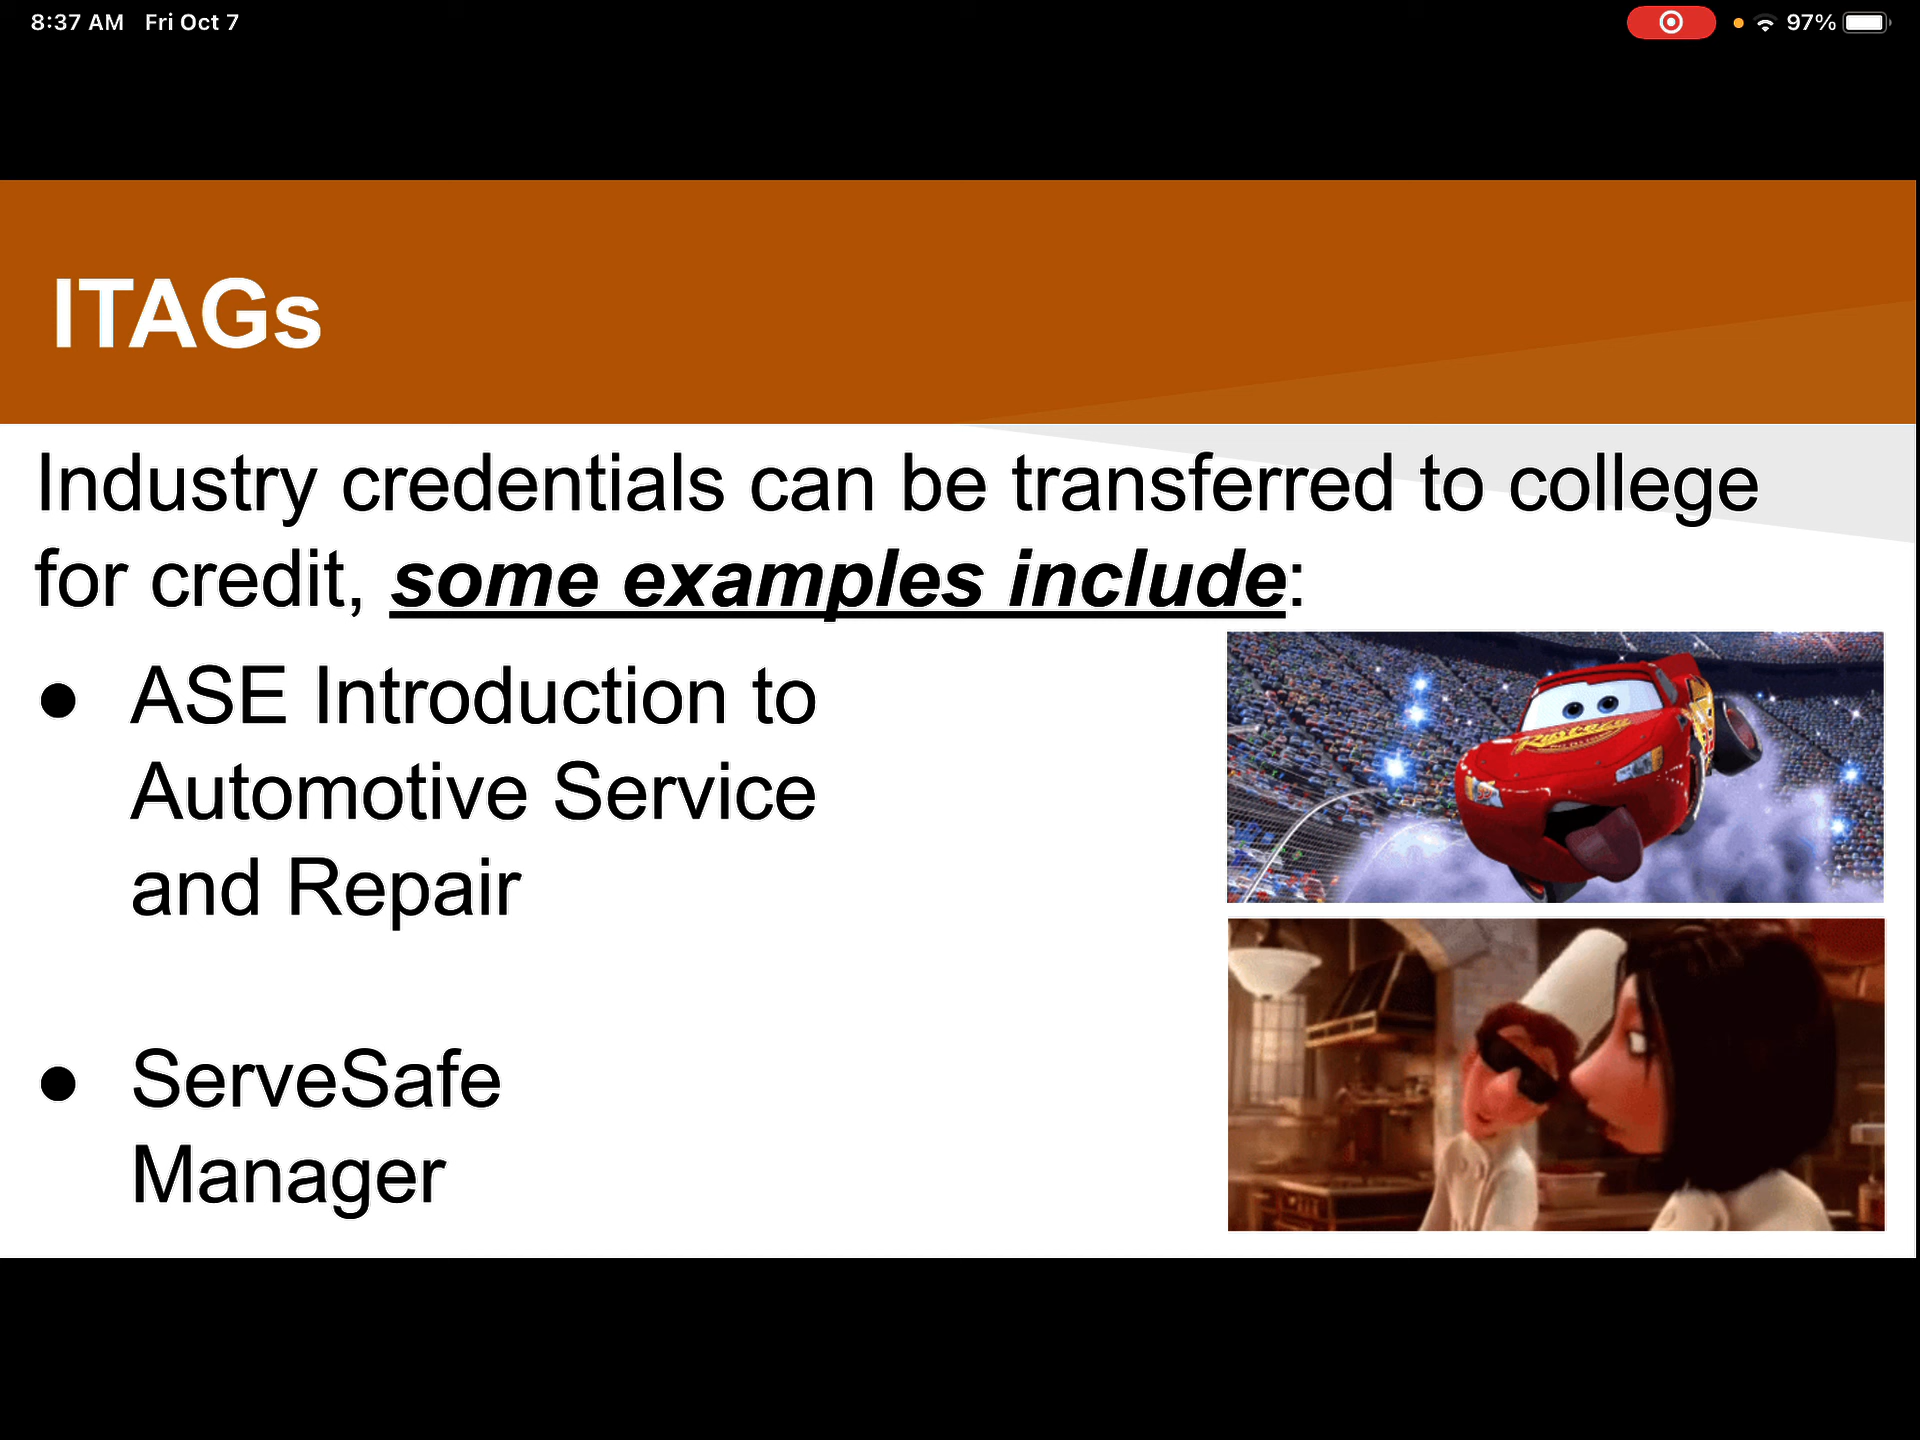 8:37 AM Fri Oct 7
97%
ITAGs
Industry credentials can be transferred to college
for credit, some examples include:
● ASE Introduction to
Automotive Service
and Repair
● ServeSafe
Manager